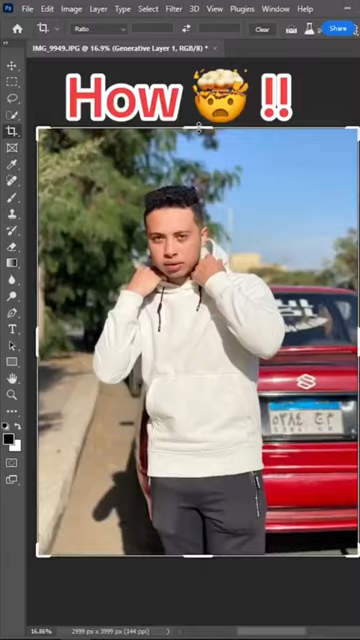 Ps File Edit Image Layer Type Select Filter 3D View Plugins Window Help
Ratio Clear Share
IMG_9949.JPG @ 16.9% (Generative Layer 1, RGB/8) * ×
How 🤯 !!
16.86% 2999 px x 3999 px (144 ppi)